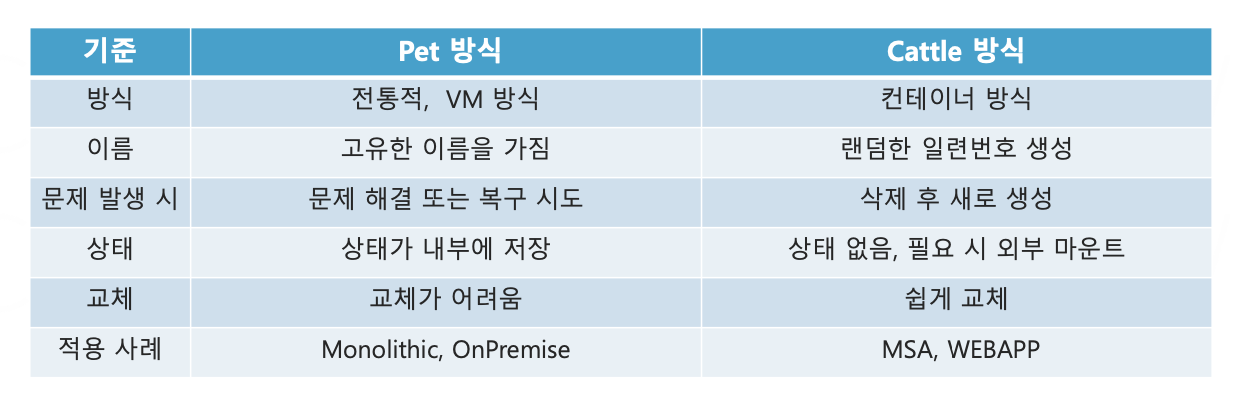 기준 Pet 방식 Cattle 방식
방식 전통적, VM 방식 컨테이너 방식
이름 고유한 이름을 가짐 랜덤한 일련번호 생성
문제 발생 시 문제 해결 또는 복구 시도 삭제 후 새로 생성
상태 상태가 내부에 저장 상태 없음, 필요 시 외부 마운트
교체 교체가 어려움 쉽게 교체
적용 사례 Monolithic, OnPremise MSA, WEBAPP